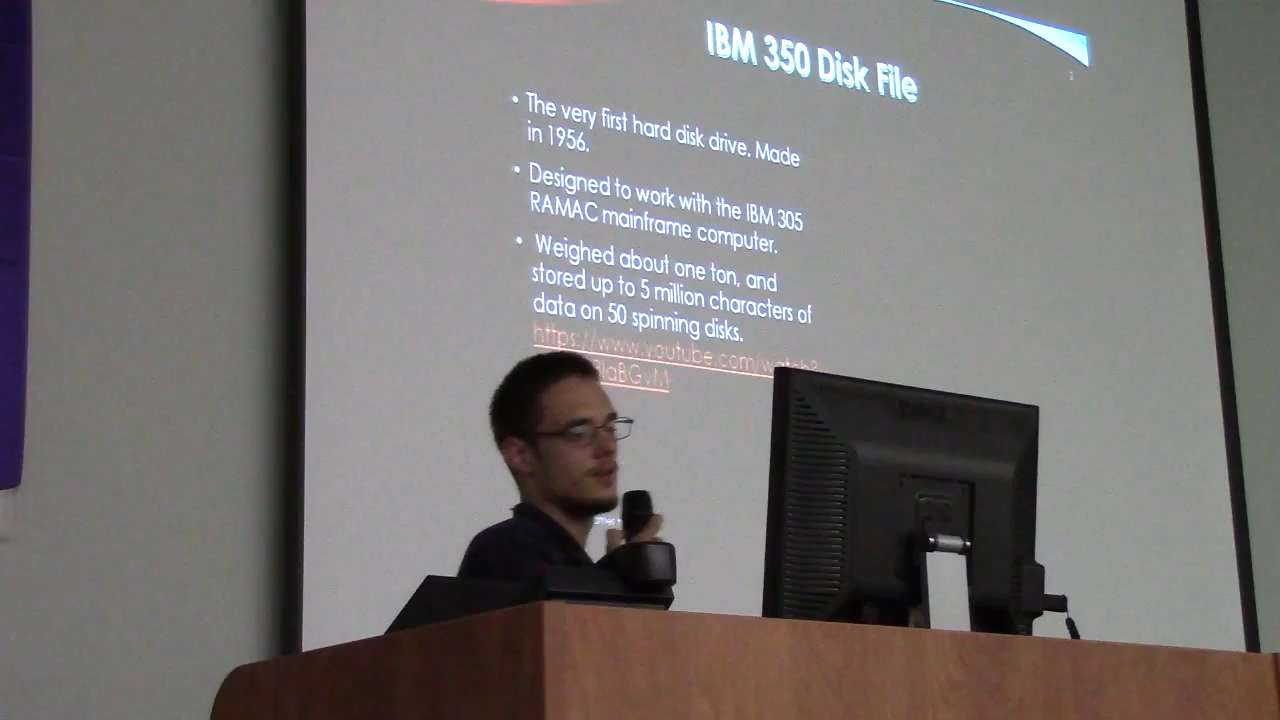 IBM 350 Disk File
• The very first hard disk drive. Made
in 1956.
• Designed to work with the IBM 305
RAMAC mainframe computer.
• Weighed about one ton, and
stored up to 5 million characters of
data on 50 spinning disks.
https://www.youtube.com/watch?
DELL